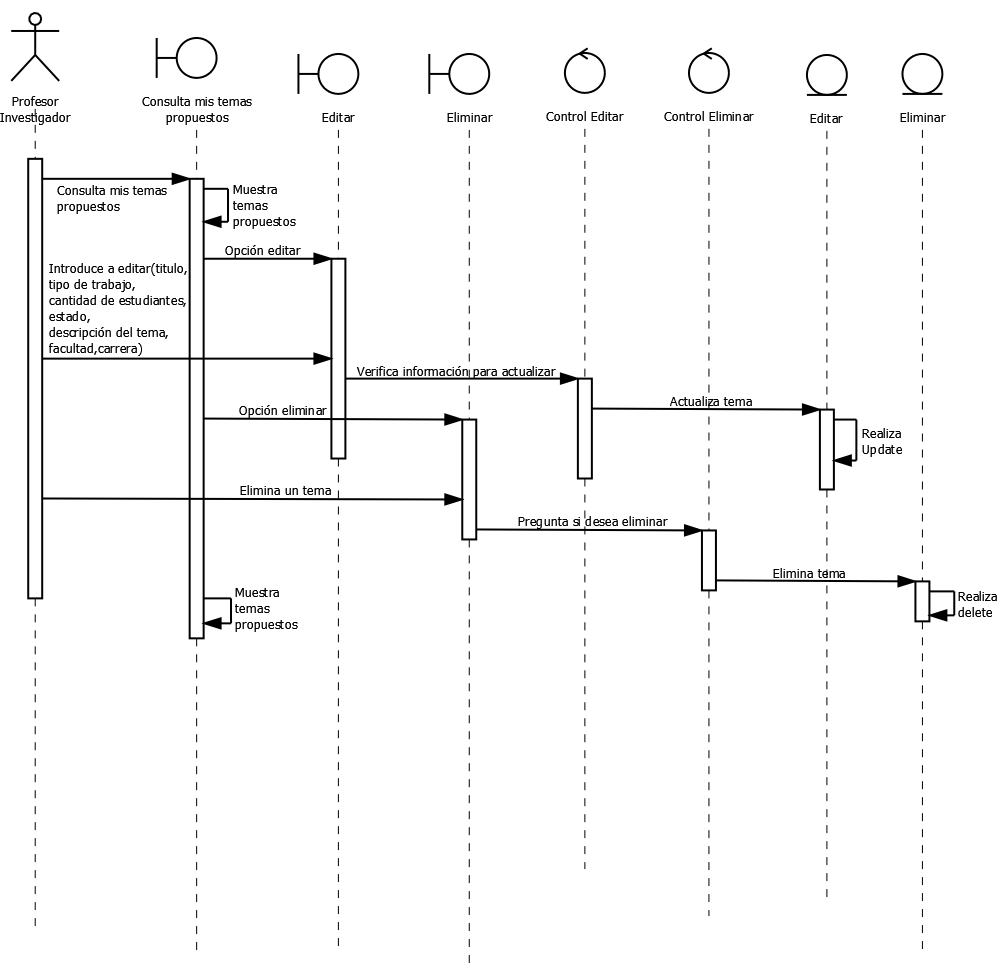 Profesor
Investigador
Consulta mis temas
propuestos
Editar
Eliminar
Control Editar
Control Eliminar
Editar
Eliminar
Consulta mis temas
propuestos
Muestra
temas
propuestos
Opción editar
Introduce a editar(titulo,
tipo de trabajo,
cantidad de estudiantes,
estado,
descripción del tema,
facultad,carrera)
Verifica información para actualizar
Actualiza tema
Opción eliminar
Realiza
Update
Elimina un tema
Pregunta si desea eliminar
Elimina tema
Muestra
temas
propuestos
Realiza
delete